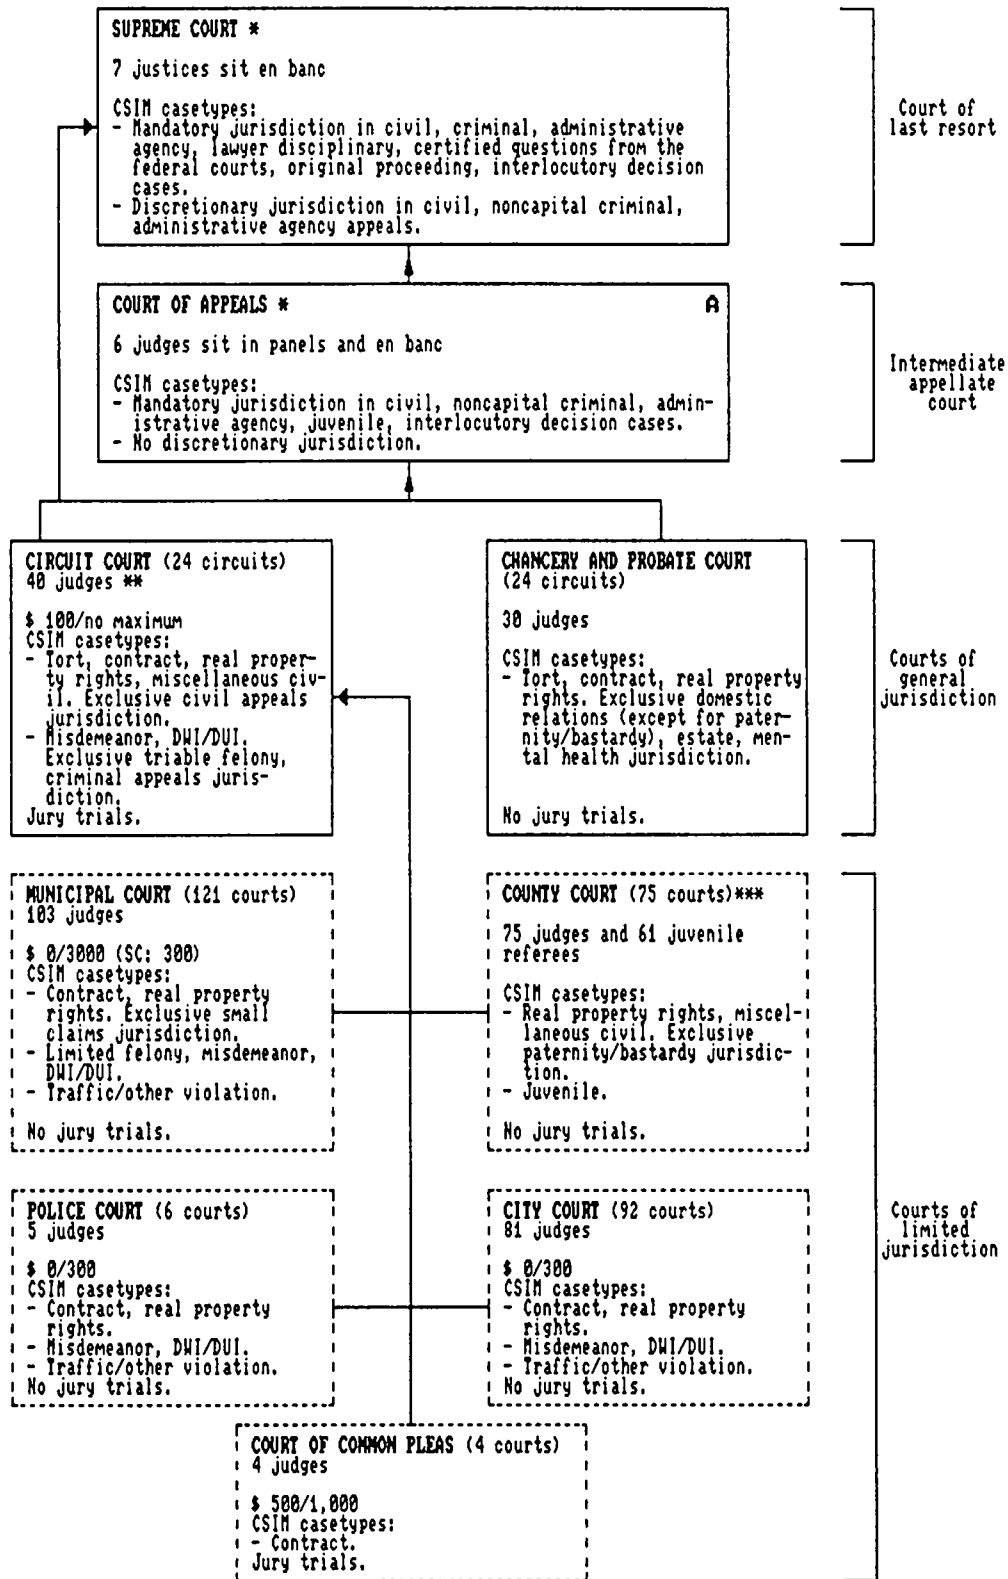 SUPREME COURT *
7 justices sit en banc
CSIM casetypes:
- Mandatory jurisdiction in civil, criminal, administrative
agency, lawyer disciplinary, certified questions from the
federal courts, original proceeding, interlocutory decision
cases.
- Discretionary jurisdiction in civil, noncapital criminal,
administrative agency appeals.
Court of
last resort
COURT OF APPEALS * A
6 judges sit in panels and en banc
CSIM casetypes:
- Mandatory jurisdiction in civil, noncapital criminal, admin-
istrative agency, juvenile, interlocutory decision cases.
- No discretionary jurisdiction.
Intermediate
appellate
court
CIRCUIT COURT (24 circuits)
40 judges **
$ 100/no maximum
CSIM casetypes:
- Tort, contract, real proper-
ty rights, miscellaneous civ-
il. Exclusive civil appeals
jurisdiction.
- Misdemeanor, DWI/DUI.
Exclusive triable felony,
criminal appeals juris-
diction.
Jury trials.
CHANCERY AND PROBATE COURT
(24 circuits)
30 judges
CSIM casetypes:
- Tort, contract, real property
rights. Exclusive domestic
relations (except for pater-
nity/bastardy), estate, men-
tal health jurisdiction.
No jury trials.
Courts of
general
jurisdiction
MUNICIPAL COURT (121 courts)
103 judges
$ 0/3000 (SC: 300)
CSIM casetypes:
- Contract, real property
rights. Exclusive small
claims jurisdiction.
- Limited felony, misdemeanor,
DWI/DUI.
- Traffic/other violation.
No jury trials.
COUNTY COURT (75 courts)***
75 judges and 61 juvenile
referees
CSIM casetypes:
- Real property rights, miscel-
laneous civil. Exclusive
paternity/bastardy jurisdic-
tion.
- Juvenile.
No jury trials.
POLICE COURT (6 courts)
5 judges
$ 0/300
CSIM casetypes:
- Contract, real property
rights.
- Misdemeanor, DWI/DUI.
- Traffic/other violation.
No jury trials.
CITY COURT (92 courts)
81 judges
$ 0/300
CSIM casetypes:
- Contract, real property
rights.
- Misdemeanor, DWI/DUI.
- Traffic/other violation.
No jury trials.
Courts of
limited
jurisdiction
COURT OF COMMON PLEAS (4 courts)
4 judges
$ 500/1,000
CSIM casetypes:
- Contract.
Jury trials.